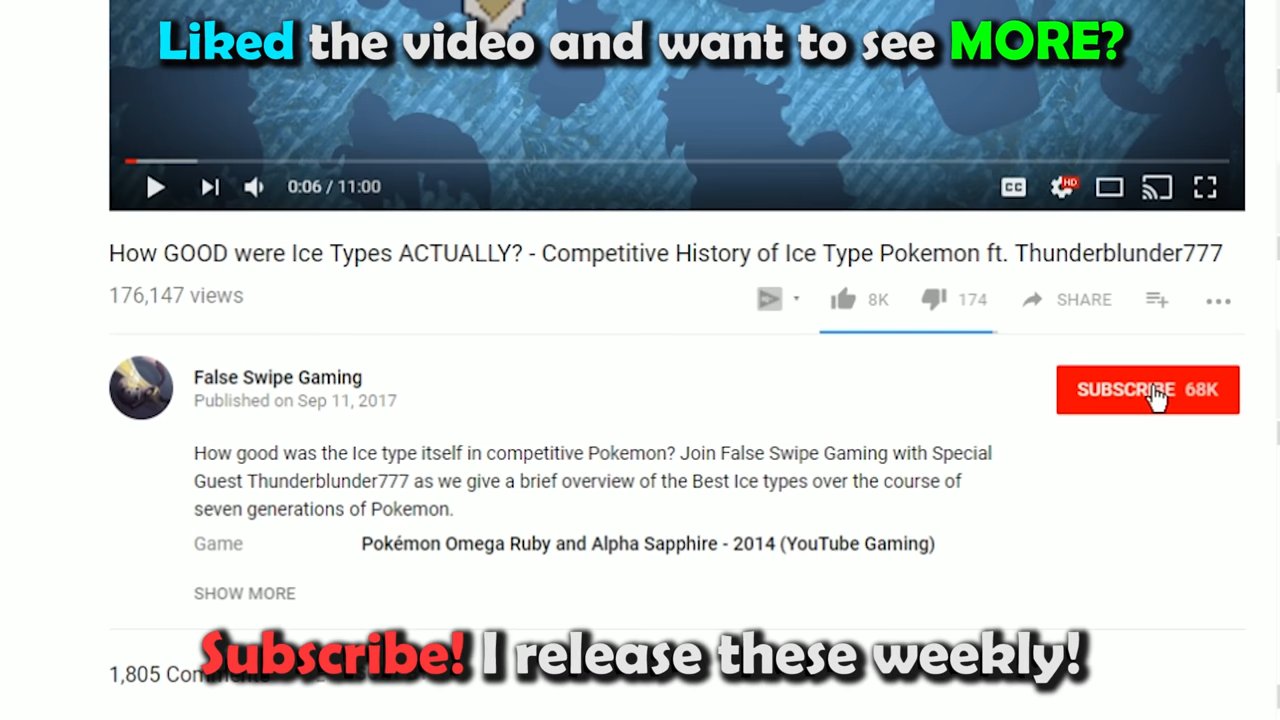 Liked the video and want to see MORE?
0:06 / 11:00
CC
HD
How GOOD were Ice Types ACTUALLY? - Competitive History of Ice Type Pokemon ft. Thunderblunder777
176,147 views
8K
174
SHARE
False Swipe Gaming
Published on Sep 11, 2017
SUBSCRIBE 68K
How good was the Ice type itself in competitive Pokemon? Join False Swipe Gaming with Special
Guest Thunderblunder777 as we give a brief overview of the Best Ice types over the course of
seven generations of Pokemon.
Game
Pokémon Omega Ruby and Alpha Sapphire - 2014 (YouTube Gaming)
SHOW MORE
Subscribe! I release these weekly!
1,805 Comments